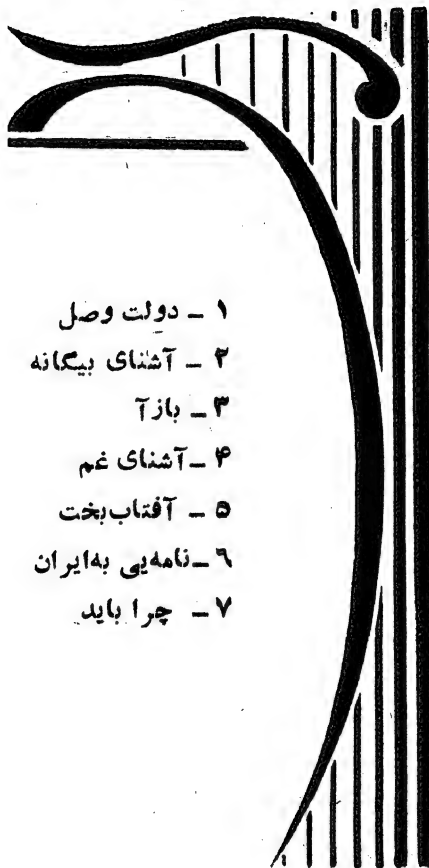 ۱ ـ دولت وصل
۲ ـ آشنای بیگانه
۳ ـ بازآ
۴ ـ آشنای غم
۵ ـ آفتاب‌بخت
۶ ـ نامه‌یی به‌ایران
۷ ـ چرا باید